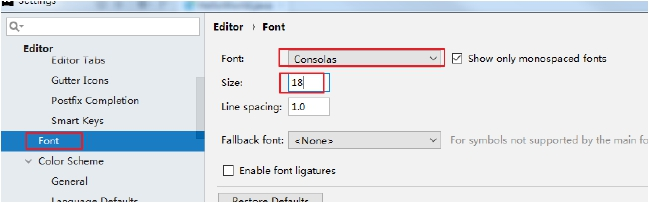 Settings
Editor
Editor Tabs
Gutter Icons
Postfix Completion
Smart Keys
Font
Color Scheme
General
Language Defaults
Editor › Font
Font: Consolas Show only monospaced fonts
Size: 18
Line spacing: 1.0
Fallback font: <None> For symbols not supported by the main fo
Enable font ligatures
Restore Defaults